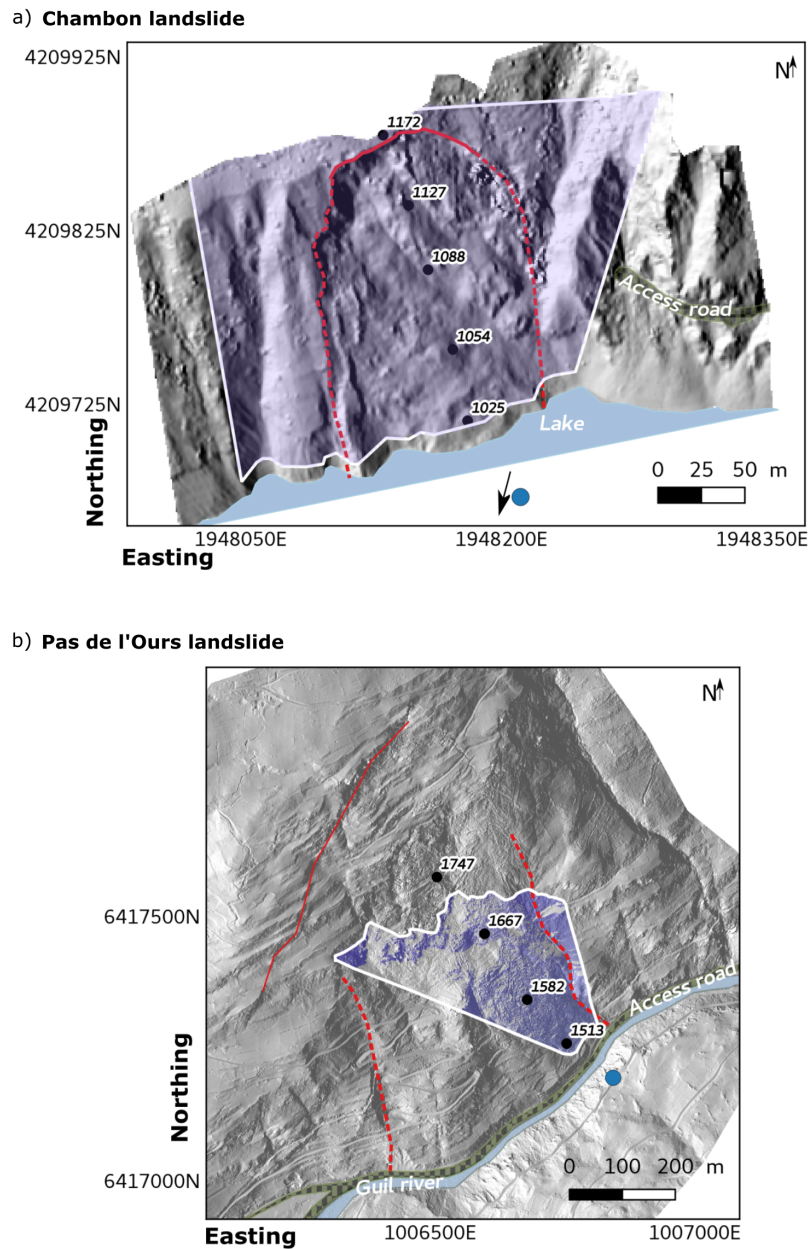 a) Chambon landslide
4209925N
N
1172
1127
4209825N
1088
Access road
1054
4209725N
1025
Lake
Northing
0 25 50 m
1948050E 1948200E 1948350E
Easting
b) Pas de l'Ours landslide
N
1747
6417500N
1667
1582
Access road
1513
Northing
0 100 200 m
6417000N
Guil river
Easting
1006500E 1007000E